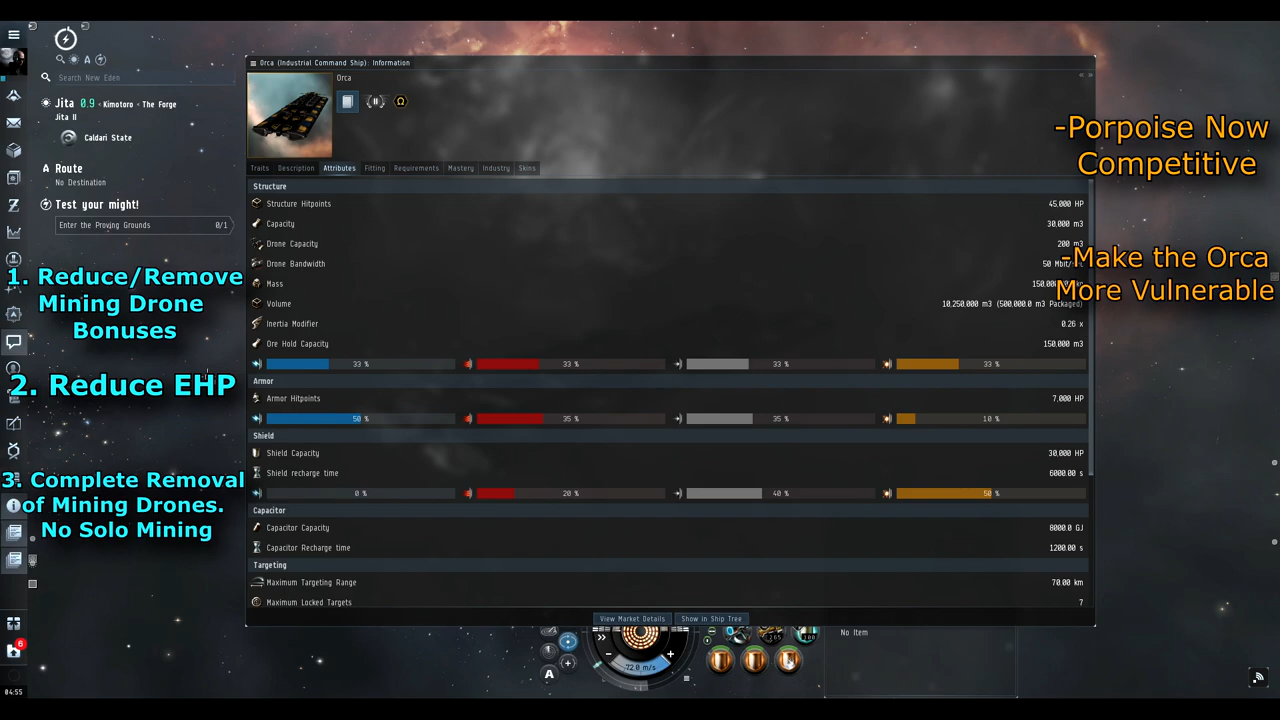 Orca (Industrial Command Ship): Information
Orca
Search New Eden
Jita 0.9 ‹ Kimotoro ‹ The Forge
Jita II
Caldari State
Route
No Destination
Test your might!
Enter the Proving Grounds 0/1
1. Reduce/Remove
Mining Drone
Bonuses
2. Reduce EHP
3. Complete Removal
of Mining Drones.
No Solo Mining
Traits Description Attributes Fitting Requirements Mastery Industry Skins
Structure
Structure Hitpoints 45,000 HP
Capacity 30,000 m3
Drone Capacity 200 m3
Drone Bandwidth 50 Mbit/
Mass
Volume 10,250,000 m3 (500,000.0 m3 Packaged)
Inertia Modifier 0.26 x
Ore Hold Capacity 150,000 m3
33 % 33 % 33 % 33 %
Armor
Armor Hitpoints 7,000 HP
50 % 35 % 35 % 10 %
Shield
Shield Capacity 30,000 HP
Shield recharge time 6000.00 s
0 % 20 % 40 % 50 %
Capacitor
Capacitor Capacity 8000.0 GJ
Capacitor Recharge time 1200.00 s
Targeting
Maximum Targeting Range 70.00 km
Maximum Locked Targets 7
View Market Details Show in Ship Tree
-Porpoise Now
Competitive
-Make the Orca
More Vulnerable
72.0 m/s
A
No Item
6
04:55